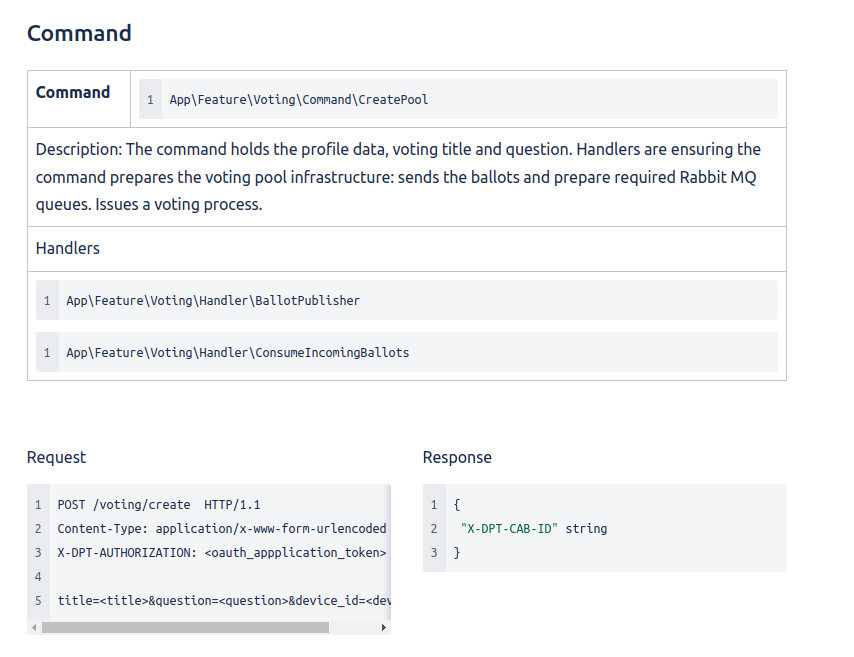 Command
Command
1 App\Feature\Voting\Command\CreatePool
Description: The command holds the profile data, voting title and question. Handlers are ensuring the
command prepares the voting pool infrastructure: sends the ballots and prepare required Rabbit MQ
queues. Issues a voting process.
Handlers
1 App\Feature\Voting\Handler\BallotPublisher
1 App\Feature\Voting\Handler\ConsumeIncomingBallots
Request
1 POST /voting/create  HTTP/1.1
2 Content-Type: application/x-www-form-urlencoded
3 X-DPT-AUTHORIZATION: <oauth_appplication_token>
4
5 title=<title>&question=<question>&device_id=<dev
Response
1 {
2 "X-DPT-CAB-ID" string
3 }